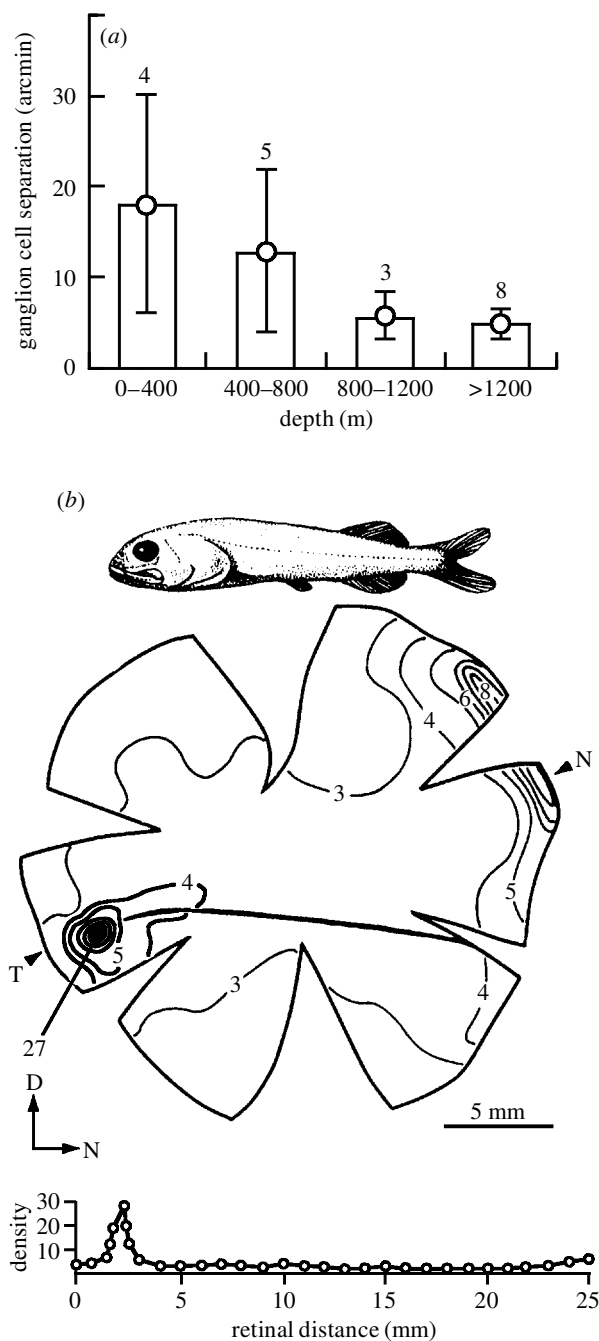 (a)
ganglion cell separation (arcmin)
30
20
10
0
4
5
3
8
0–400
400–800
800–1200
>1200
depth (m)
(b)
6
8
4
N
3
5
4
5
T
3
4
27
D
N
5 mm
density
30
20
10
0
5
10
15
20
25
retinal distance (mm)